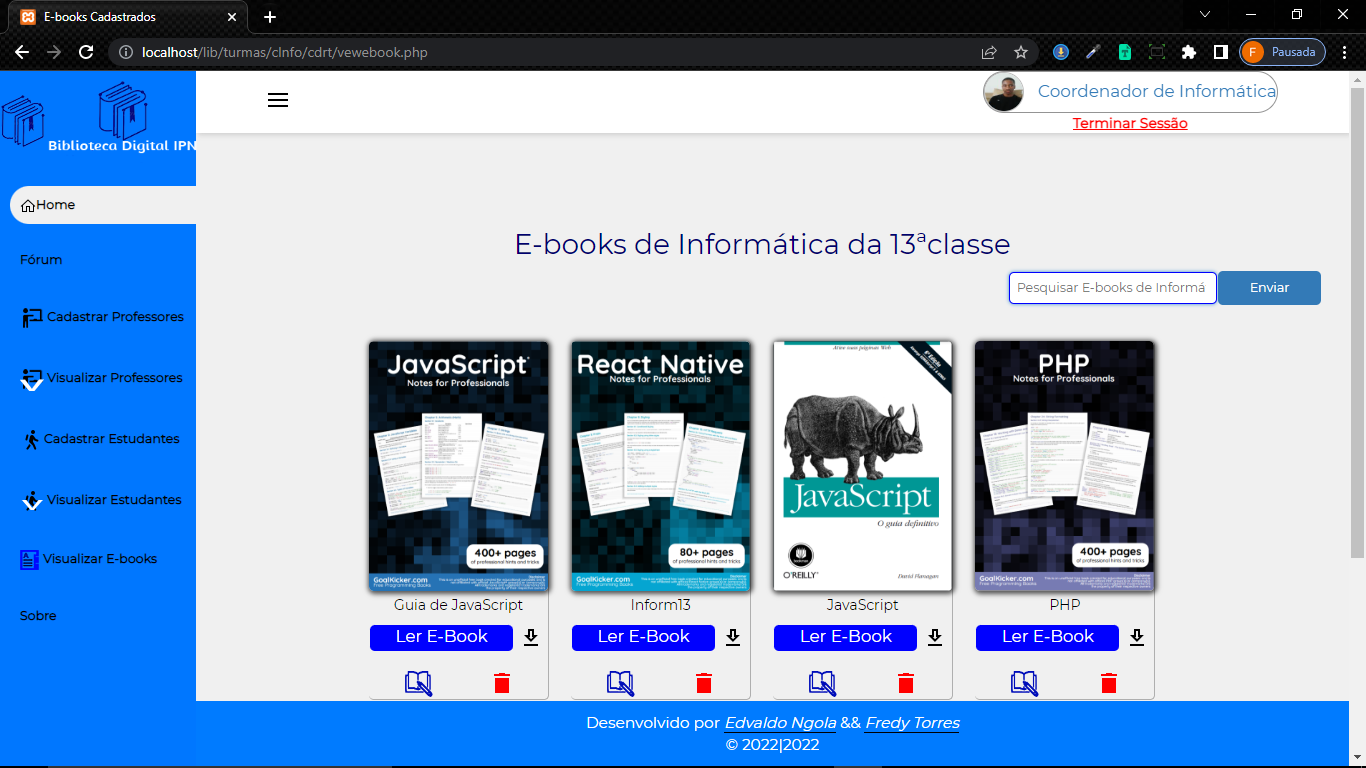 E-books Cadastrados
localhost/lib/turmas/cInfo/cdrt/vewebook.php
F Pausada
Biblioteca Digital IPN
Home
Fórum
Cadastrar Professores
Visualizar Professores
Cadastrar Estudantes
Visualizar Estudantes
Visualizar E-books
Sobre
Coordenador de Informática
Terminar Sessão
E-books de Informática da 13ªclasse
Pesquisar E-books de Informá
Enviar
JavaScript
Notes for Professionals
400+ pages
of professional hints and tricks
GoalKicker.com
Free Programming Books
Guia de JavaScript
Ler E-Book
React Native
Notes for Professionals
80+ pages
of professional hints and tricks
GoalKicker.com
Free Programming Books
Inform13
Ler E-Book
Ative suas páginas Web
6ª Edição
JavaScript
O guia definitivo
O'REILLY
David Flanagan
JavaScript
Ler E-Book
PHP
Notes for Professionals
400+ pages
of professional hints and tricks
GoalKicker.com
Free Programming Books
PHP
Ler E-Book
Desenvolvido por Edvaldo Ngola && Fredy Torres
© 2022|2022